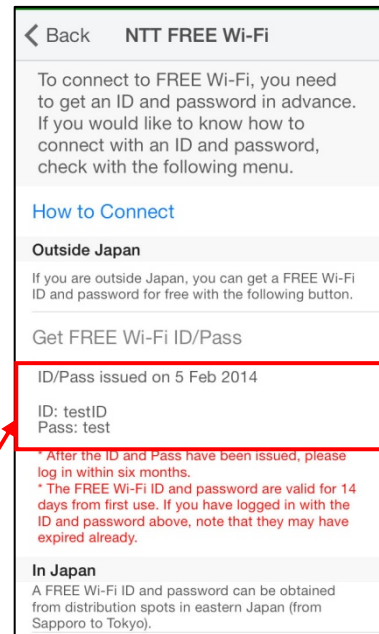 Back NTT FREE Wi-Fi
To connect to FREE Wi-Fi, you need
to get an ID and password in advance.
If you would like to know how to
connect with an ID and password,
check with the following menu.
How to Connect
Outside Japan
If you are outside Japan, you can get a FREE Wi-Fi
ID and password for free with the following button.
Get FREE Wi-Fi ID/Pass
ID/Pass issued on 5 Feb 2014
ID: testID
Pass: test
* After the ID and Pass have been issued, please
log in within six months.
* The FREE Wi-Fi ID and password are valid for 14
days from first use. If you have logged in with the
ID and password above, note that they may have
expired already.
In Japan
A FREE Wi-Fi ID and password can be obtained
from distribution spots in eastern Japan (from
Sapporo to Tokyo).